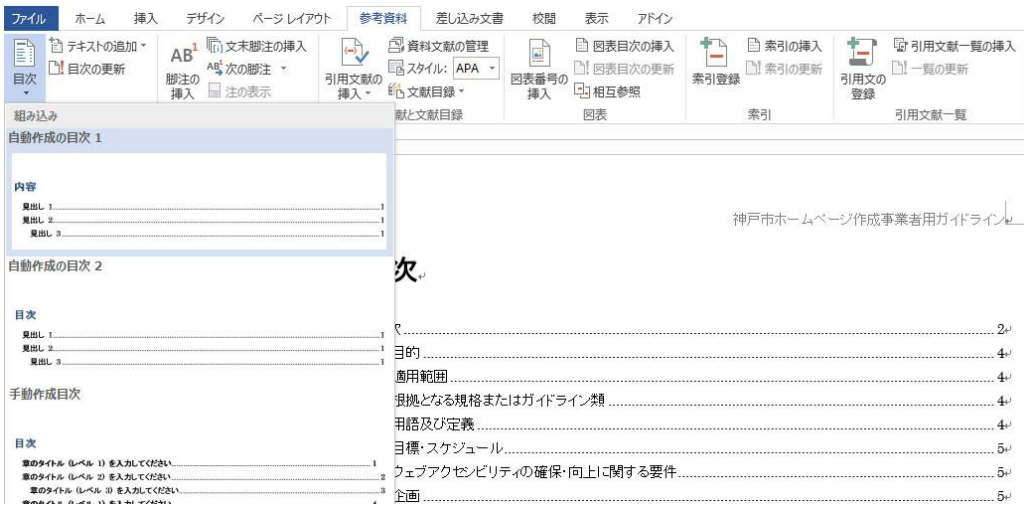 ファイル ホーム 挿入 デザイン ページ レイアウト 参考資料 差し込み文書 校閲 表示 アドイン
目次
テキストの追加
目次の更新
AB1
脚注の挿入
文末脚注の挿入
次の脚注
注の表示
引用文献の挿入
資料文献の管理
スタイル: APA
文献目録
献と文献目録
図表番号の挿入
図表目次の挿入
図表目次の更新
相互参照
図表
索引登録
索引の挿入
索引の更新
索引
引用文の登録
引用文一覧の挿入
一覧の更新
引用文献一覧
組み込み
自動作成の目次 1
内容
見出し 1 1
見出し 2 1
見出し 3 1
自動作成の目次 2
目次
見出し 1 1
見出し 2 1
見出し 3 1
手動作成目次
目次
章のタイトル (レベル 1) を入力してください 1
章のタイトル (レベル 2) を入力してください 2
章のタイトル (レベル 3) を入力してください 3
神戸市ホームページ作成事業者用ガイドライン
次
次 2
目的 4
適用範囲 4
根拠となる規格またはガイドライン類 4
用語及び定義 4
目標・スケジュール 5
ウェブアクセシビリティの確保・向上に関する要件 5
企画 5